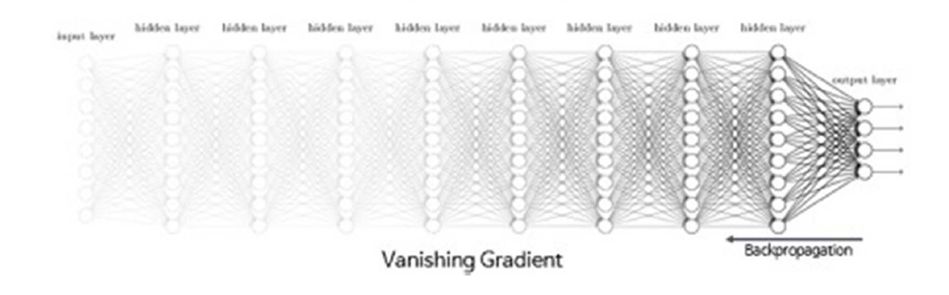 input layer
hidden layer
hidden layer
hidden layer
hidden layer
hidden layer
hidden layer
hidden layer
hidden layer
output layer
Backpropagation
Vanishing Gradient